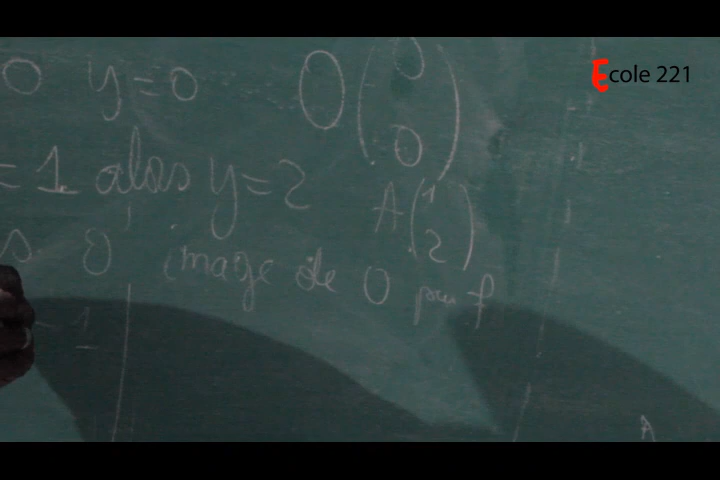 Ecole 221
0 y=0 O(0 0)
=1 alors y=2 A(1 2)
s. O' image de O par f
- 1
A